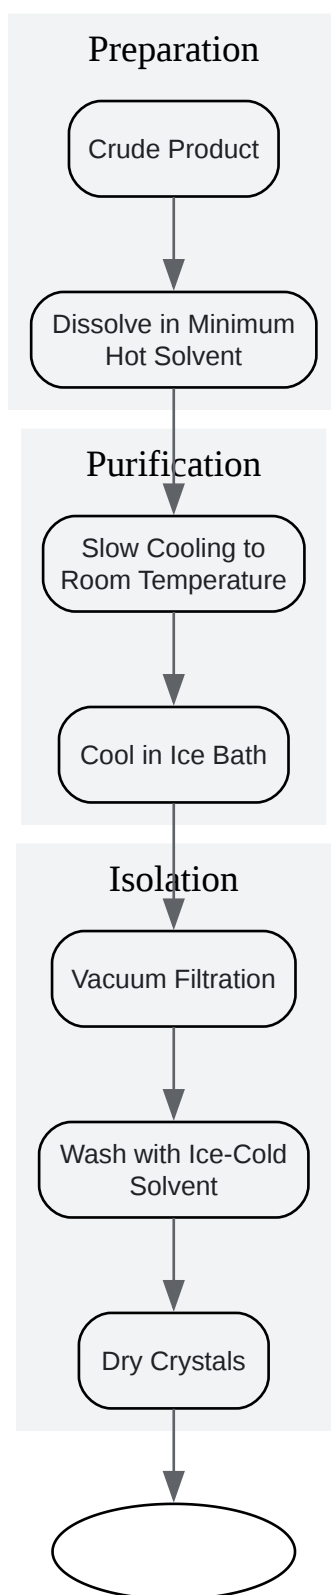 Preparation
Crude Product
Dissolve in Minimum
Hot Solvent
Purification
Slow Cooling to
Room Temperature
Cool in Ice Bath
Isolation
Vacuum Filtration
Wash with Ice-Cold
Solvent
Dry Crystals